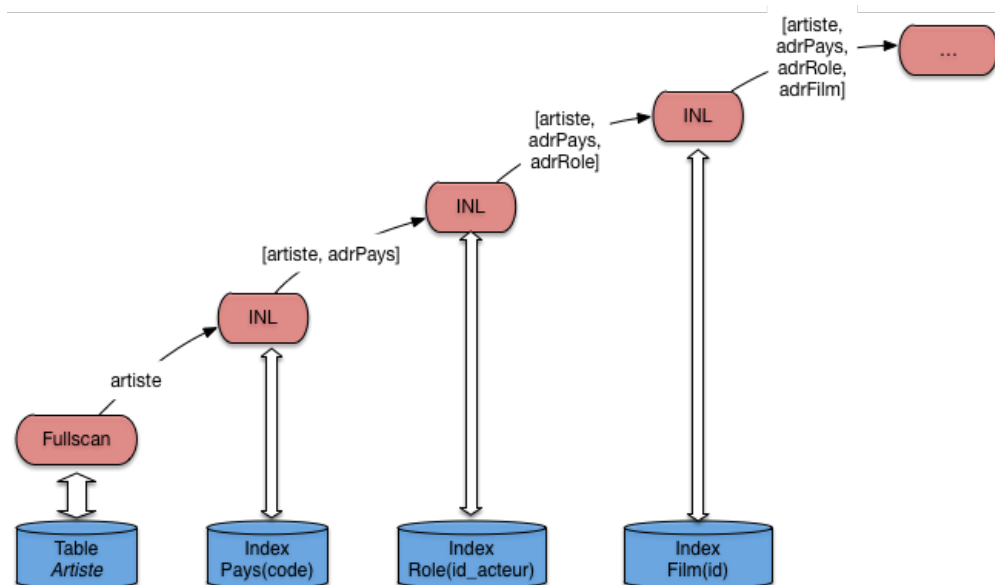 [artiste,
adrPays,
adrRole,
adrFilm]
...
INL
[artiste,
adrPays,
adrRole]
INL
[artiste, adrPays]
INL
artiste
Fullscan
Table
Artiste
Index
Pays(code)
Index
Role(id_acteur)
Index
Film(id)